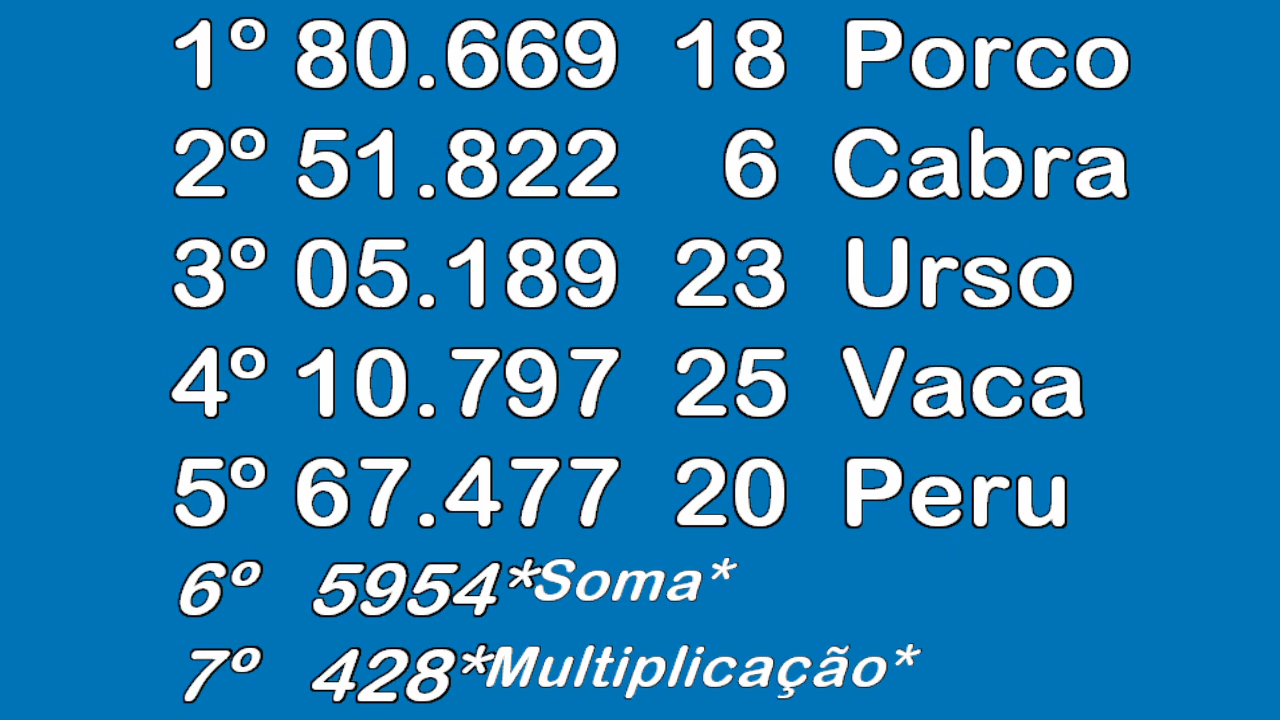 1º 80.669 18 Porco
2º 51.822 6 Cabra
3º 05.189 23 Urso
4º 10.797 25 Vaca
5º 67.477 20 Peru
6º 5954*Soma*
7º 428*Multiplicação*